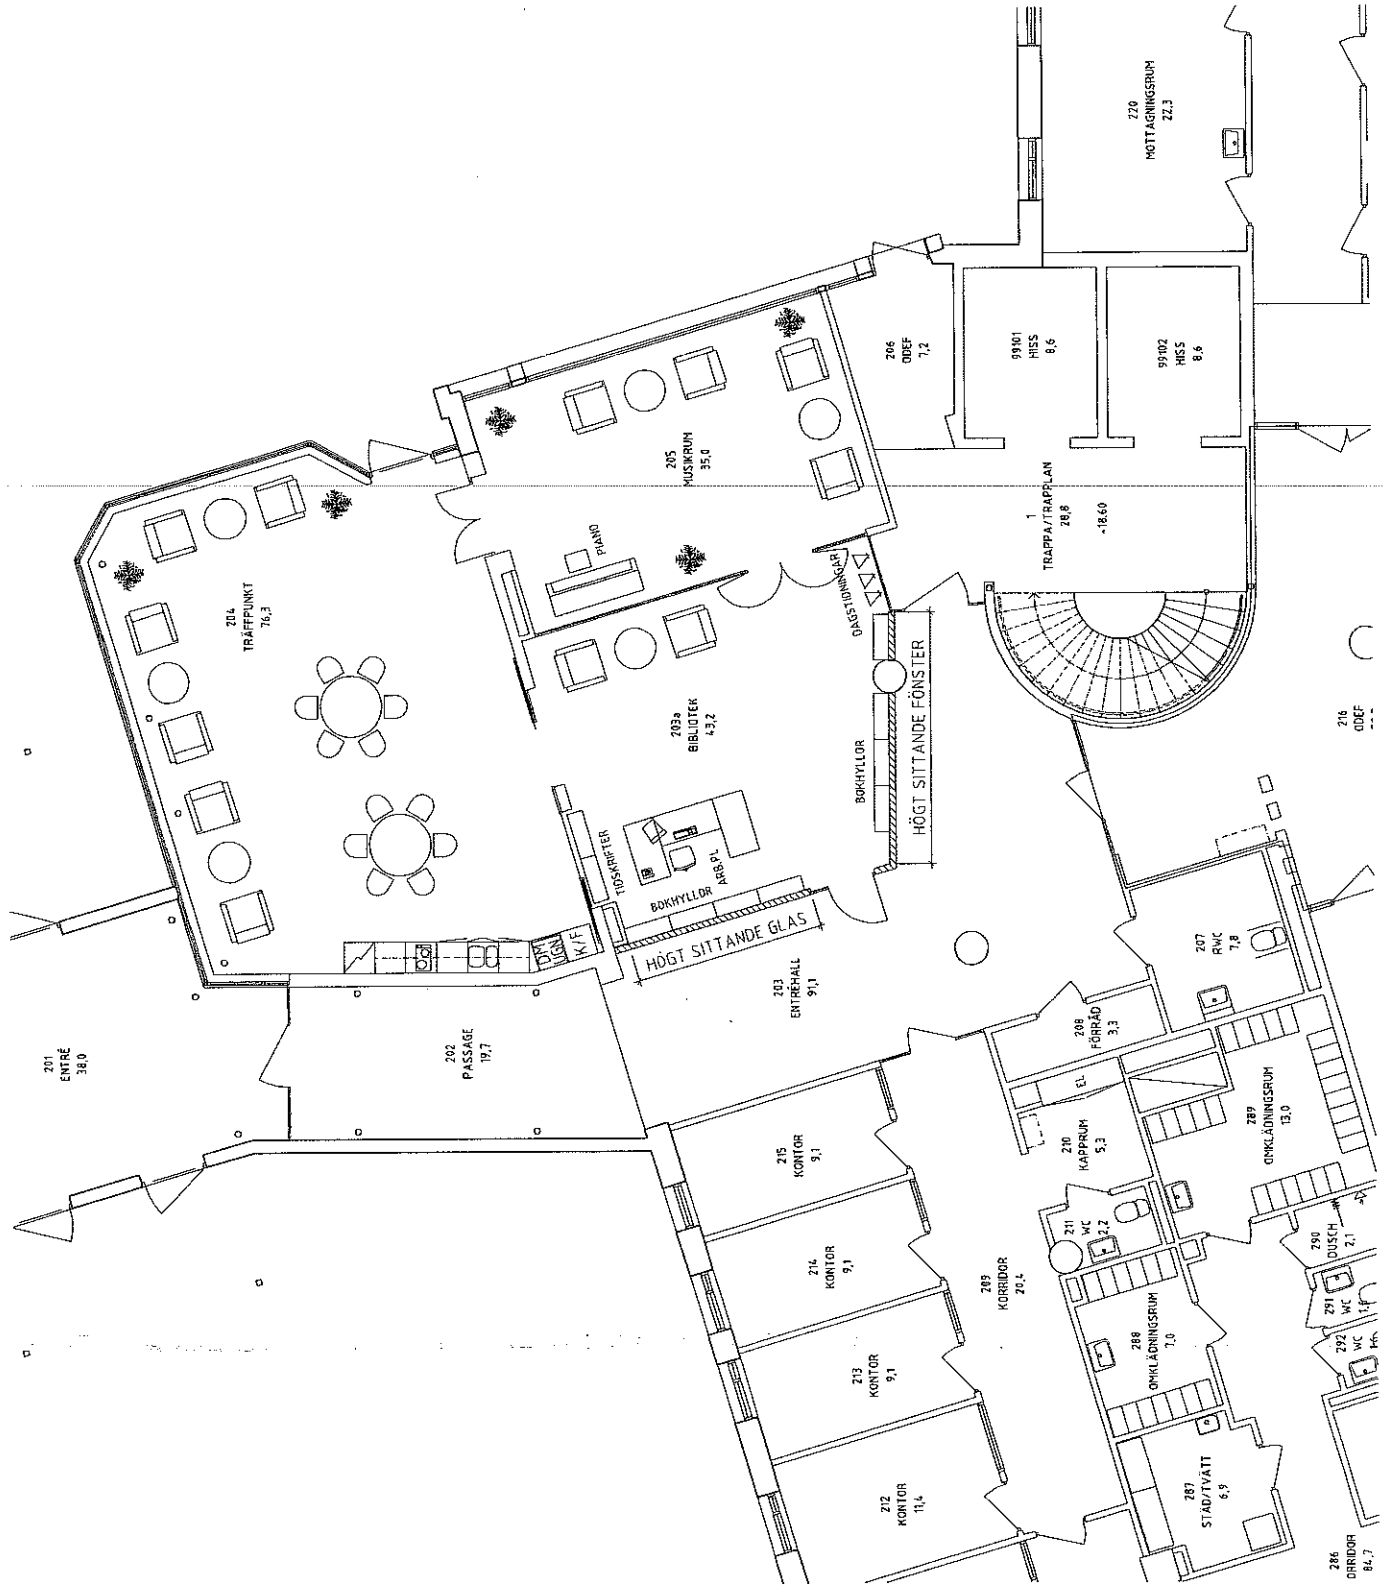 220
MOTTAGNINGSRUM
22,3
206
ODEF
7,2
99101
HISS
8,6
99102
HISS
8,6
205
MUSIKRUM
35,0
PIANO
1
TRAPPA/TRAPPLAN
28,8
+18.60
204
TRÄFFPUNKT
76,3
DAGSTIDNINGAR
203a
BIBLIOTEK
43,2
BOKHYLLOR
HÖGT SITTANDE FÖNSTER
216
ODEF
TIDSKRIFTER
ARB.PL
BOKHYLLOR
HÖGT SITTANDE GLAS
DM
UGN
K/F
203
ENTREHALL
91,1
207
RWC
7,8
208
FÖRRÅD
3,3
201
ENTRÉ
38,0
202
PASSAGE
19,7
EL
210
KAPPRUM
5,3
289
OMKLÄDNINGSRUM
13,0
215
KONTOR
9,1
211
WC
2,2
290
DUSCH
2,1
214
KONTOR
9,1
209
KORRIDOR
20,4
291
WC
288
OMKLÄDNINGSRUM
7,0
292
WC
213
KONTOR
9,1
212
KONTOR
11,4
287
STÄD/TVÄTT
6,9
286
ORRIDOR
84,7